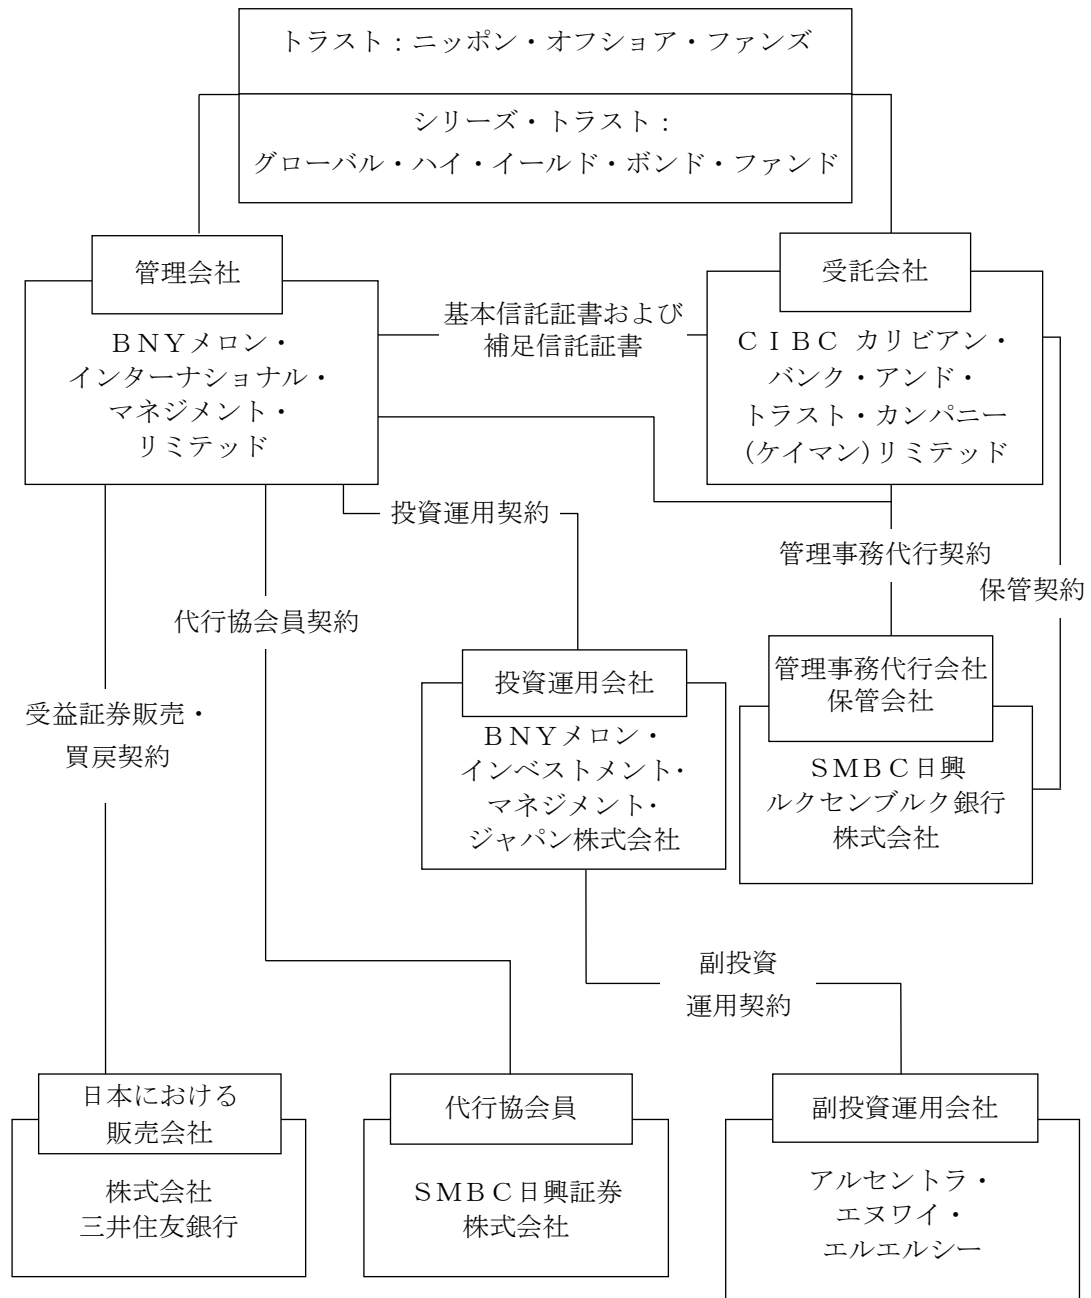 トラスト：ニッポン・オフショア・ファンズ
シリーズ・トラスト：
グローバル・ハイ・イールド・ボンド・ファンド
管理会社
ＢＮＹメロン・
インターナショナル・
マネジメント・
リミテッド
基本信託証書および
補足信託証書
受託会社
ＣＩＢＣ カリビアン・
バンク・アンド・
トラスト・カンパニー
（ケイマン）リミテッド
投資運用契約
管理事務代行契約
保管契約
代行協会員契約
受益証券販売・
買戻契約
投資運用会社
ＢＮＹメロン・
インベストメント・
マネジメント・
ジャパン株式会社
管理事務代行会社
保管会社
ＳＭＢＣ日興
ルクセンブルク銀行
株式会社
副投資
運用契約
日本における
販売会社
株式会社
三井住友銀行
代行協会員
ＳＭＢＣ日興証券
株式会社
副投資運用会社
アルセントラ・
エヌワイ・
エルエルシー